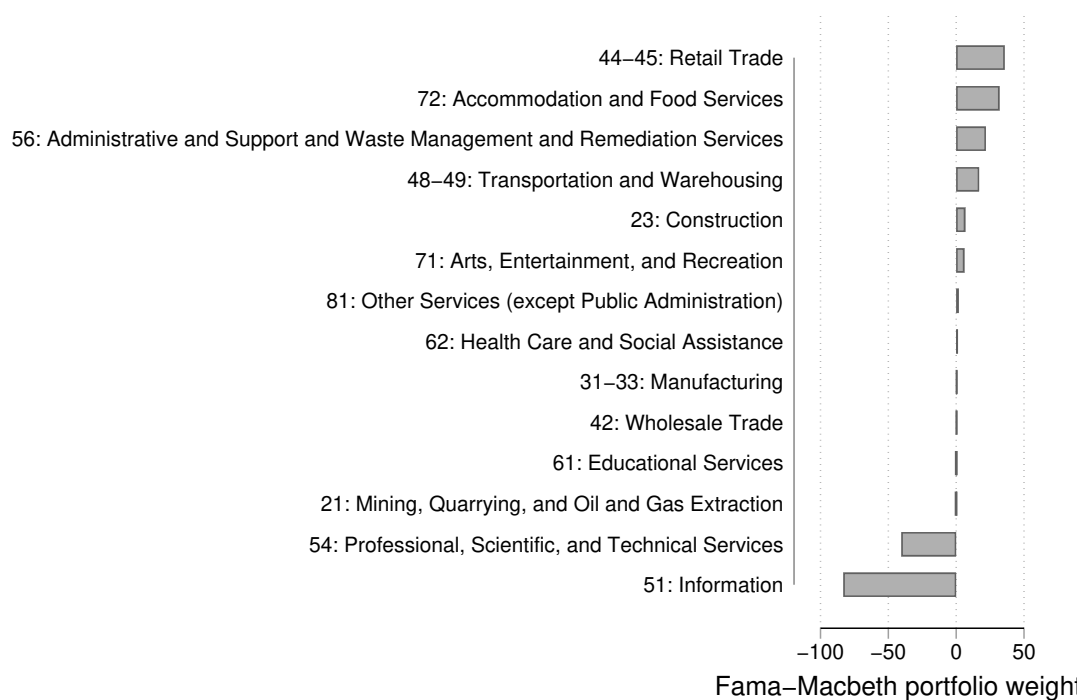 44−45: Retail Trade
72: Accommodation and Food Services
56: Administrative and Support and Waste Management and Remediation Services
48−49: Transportation and Warehousing
23: Construction
71: Arts, Entertainment, and Recreation
81: Other Services (except Public Administration)
62: Health Care and Social Assistance
31−33: Manufacturing
42: Wholesale Trade
61: Educational Services
21: Mining, Quarrying, and Oil and Gas Extraction
54: Professional, Scientific, and Technical Services
51: Information
−100 −50 0 50
Fama−Macbeth portfolio weight